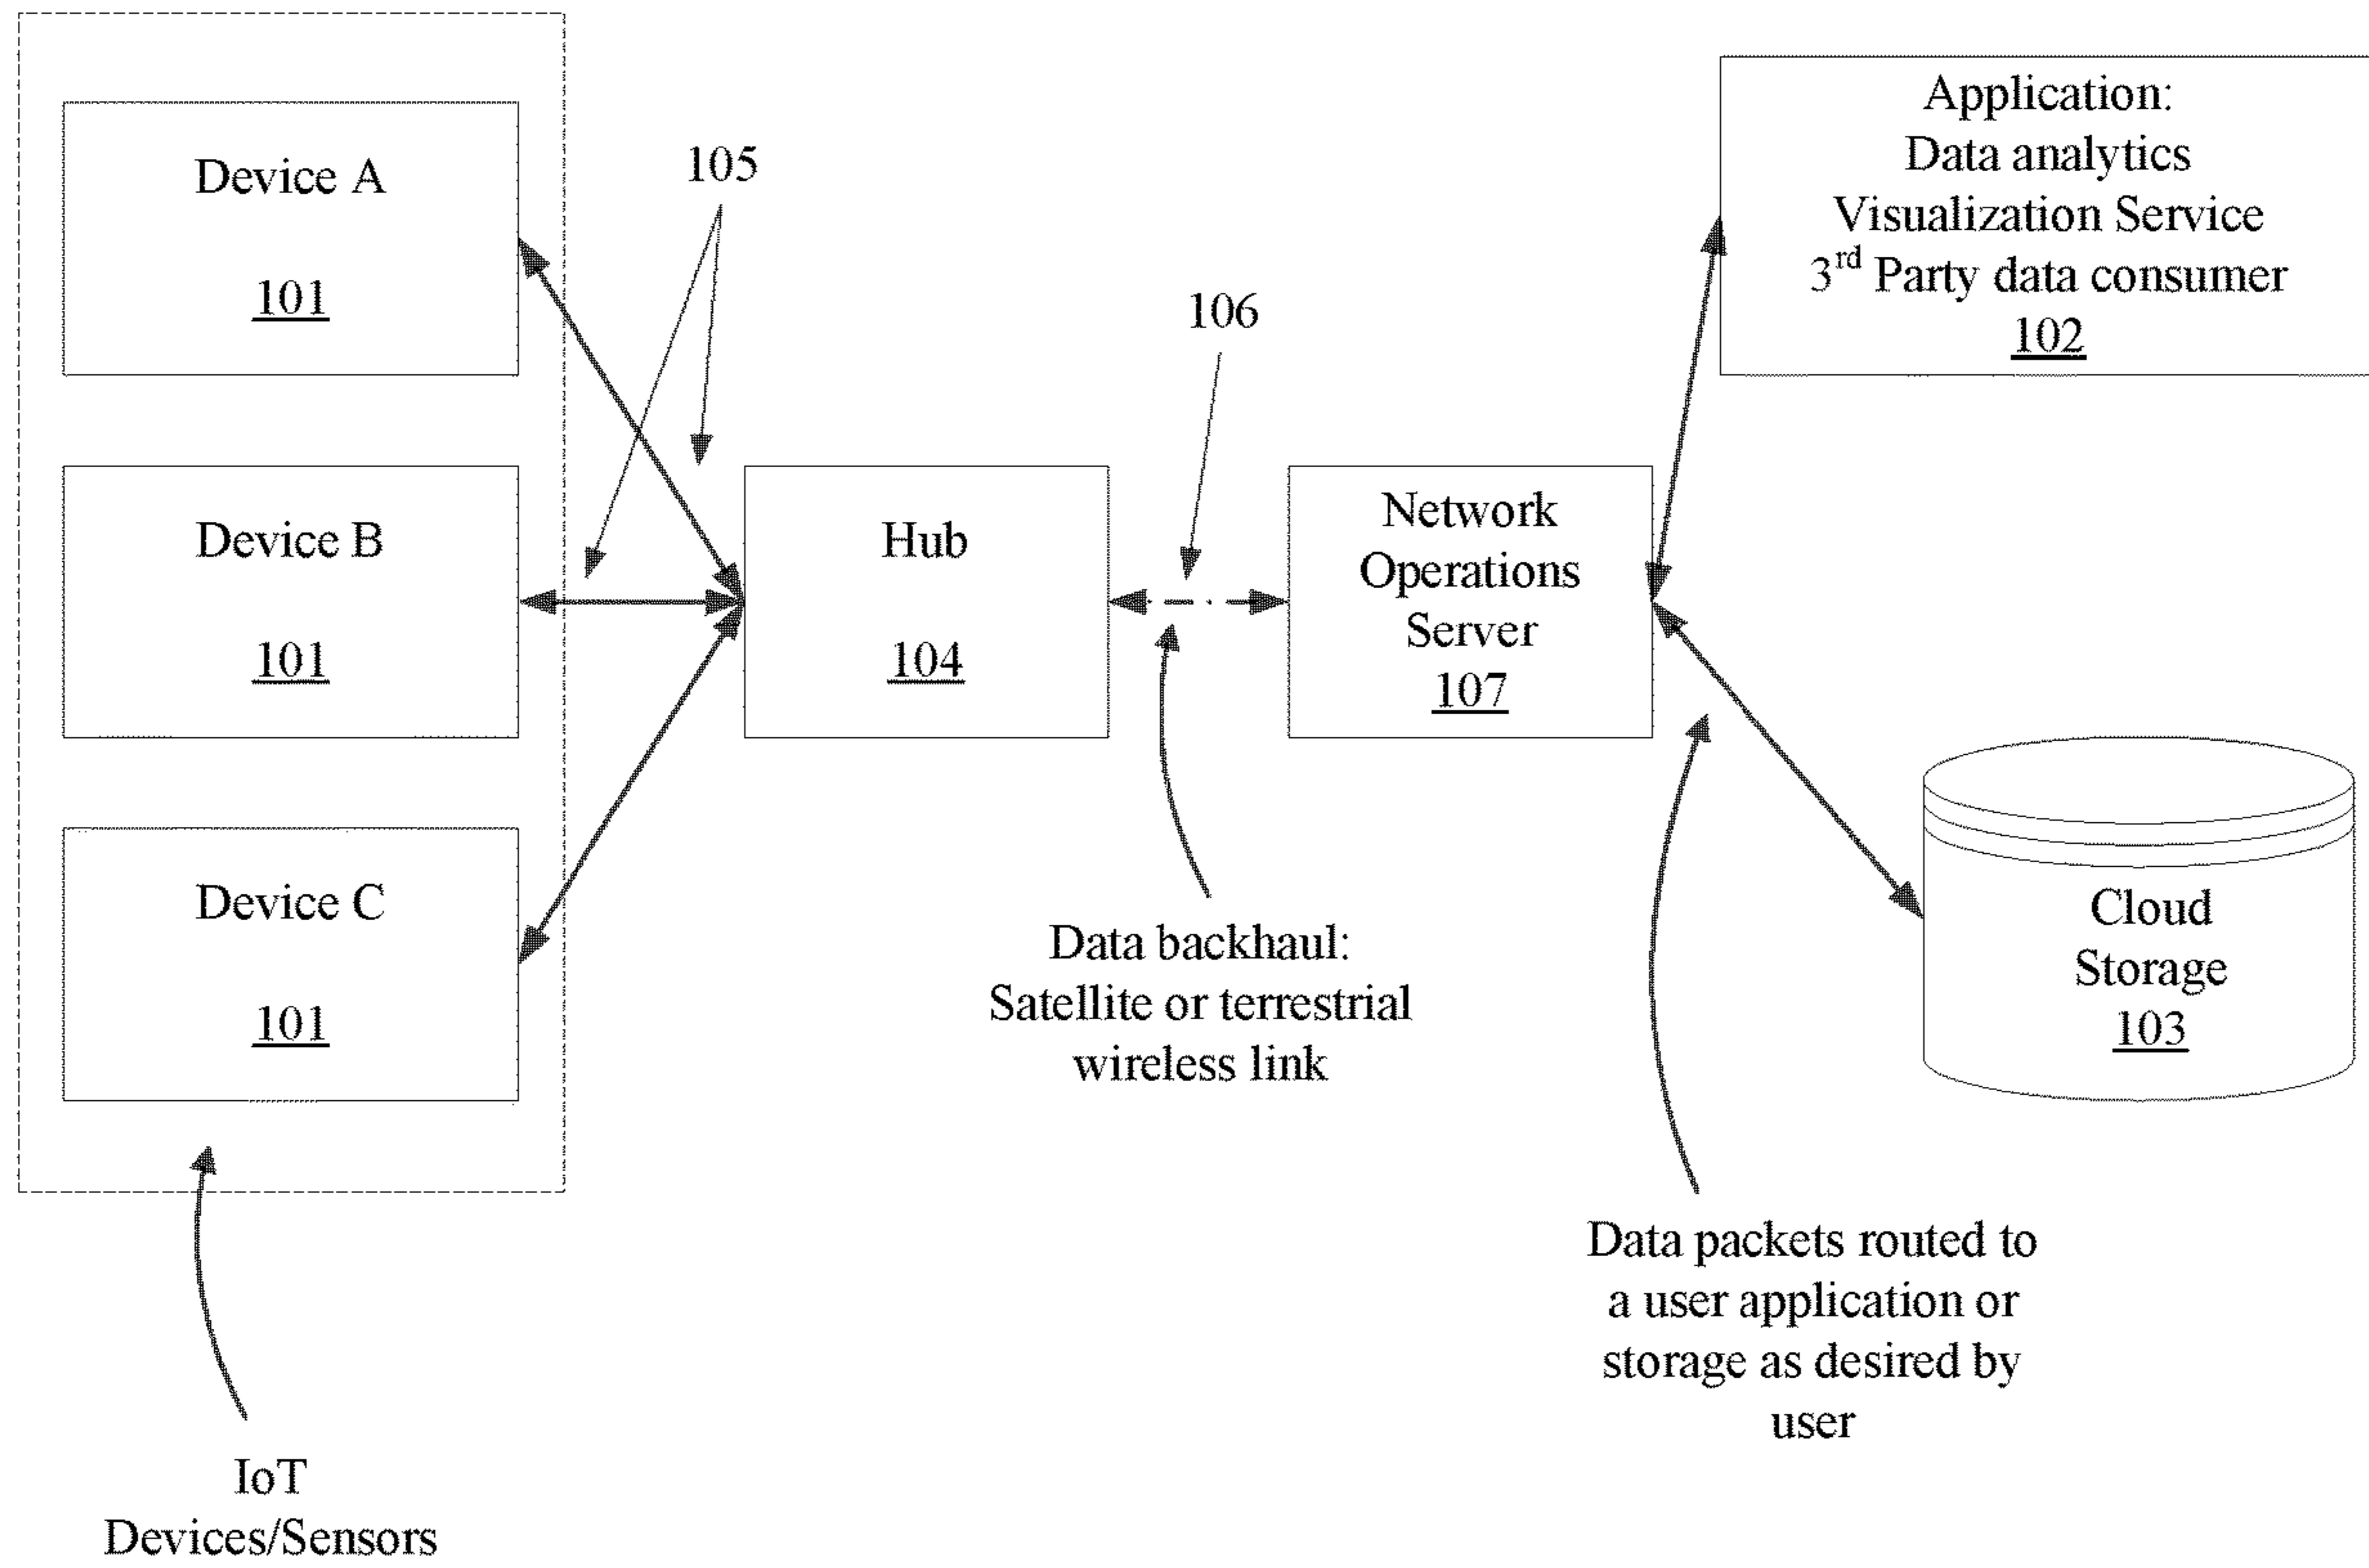 Device A
101
Device B
101
Device C
101
IoT
Devices/Sensors
105
Hub
104
106
Data backhaul:
Satellite or terrestrial
wireless link
Network
Operations
Server
107
Application:
Data analytics
Visualization Service
3rd Party data consumer
102
Cloud
Storage
103
Data packets routed to
a user application or
storage as desired by
user